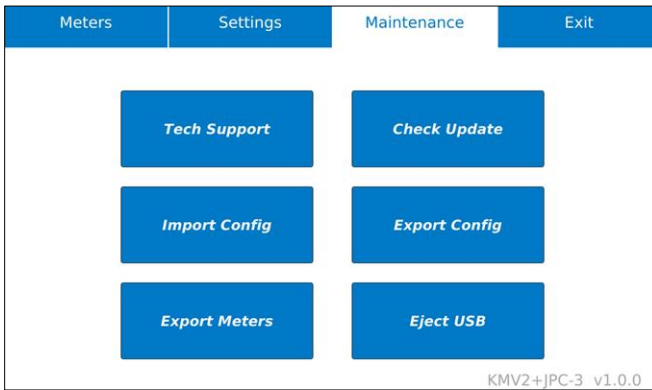 Meters Settings Maintenance Exit
Tech Support Check Update
Import Config Export Config
Export Meters Eject USB
KMV2+JPC-3 v1.0.0